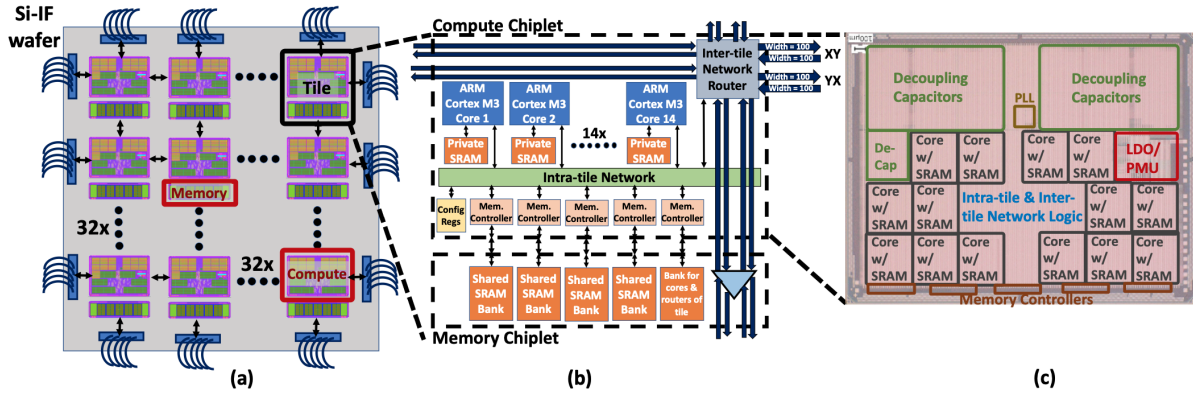 Si-IF
wafer
Tile
Memory
32x
32x
Compute
(a)
Compute Chiplet
Inter-tile
Network
Router
Width = 100
Width = 100
XY
Width = 100
Width = 100
YX
ARM
Cortex M3
Core 1
ARM
Cortex M3
Core 2
ARM
Cortex M3
Core 14
14x
Private
SRAM
Private
SRAM
Private
SRAM
Intra-tile Network
Config
Regs
Mem.
Controller
Mem.
Controller
Mem.
Controller
Mem.
Controller
Mem.
Controller
Shared
SRAM
Bank
Shared
SRAM
Bank
Shared
SRAM
Bank
Shared
SRAM
Bank
Bank for
cores &
routers of
tile
Memory Chiplet
(b)
100µm
Decoupling
Capacitors
Decoupling
Capacitors
PLL
De-
Cap
Core
w/
SRAM
Core
w/
SRAM
Core
w/
SRAM
Core
w/
SRAM
LDO/
PMU
Core
w/
SRAM
Core
w/
SRAM
Intra-tile & Inter-
tile Network Logic
Core
w/
SRAM
Core
w/
SRAM
Core
w/
SRAM
Core
w/
SRAM
Core
w/
SRAM
Core
w/
SRAM
Core
w/
SRAM
Core
w/
SRAM
Memory Controllers
(c)